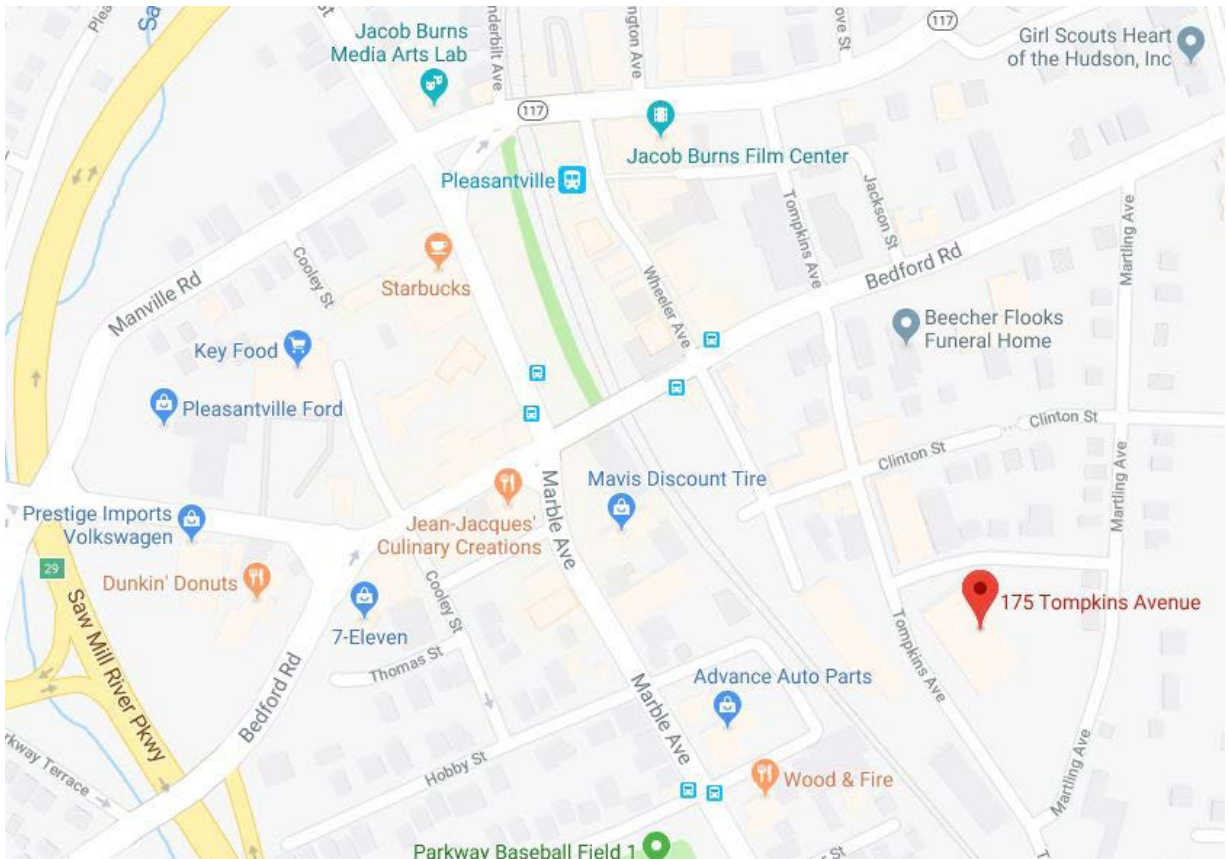 Jacob Burns
Media Arts Lab
117
117
Girl Scouts Heart
of the Hudson, Inc
Jacob Burns Film Center
Pleasantville
Jackson St
Tompkins Ave
Martling Ave
Bedford Rd
Cooley St
Manville Rd
Starbucks
Wheeler Ave
Beecher Flooks
Funeral Home
Key Food
Pleasantville Ford
Clinton St
Clinton St
Martling Ave
Mavis Discount Tire
Marble Ave
Jean-Jacques'
Culinary Creations
Prestige Imports
Volkswagen
29
Dunkin' Donuts
7-Eleven
Cooley St
175 Tompkins Avenue
Saw Mill River Pkwy
Thomas St
Tompkins Ave
Advance Auto Parts
Marble Ave
Bedford Rd
Hobby St
Wood & Fire
Martling Ave
Terrace
Parkway Baseball Field 1
St